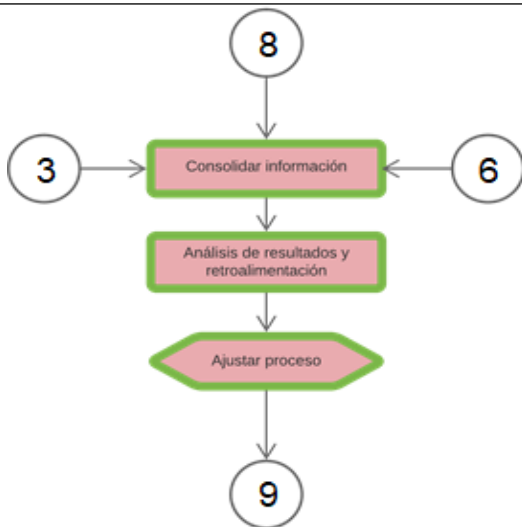 8
3
Consolidar información
6
Análisis de resultados y
retroalimentación
Ajustar proceso
9